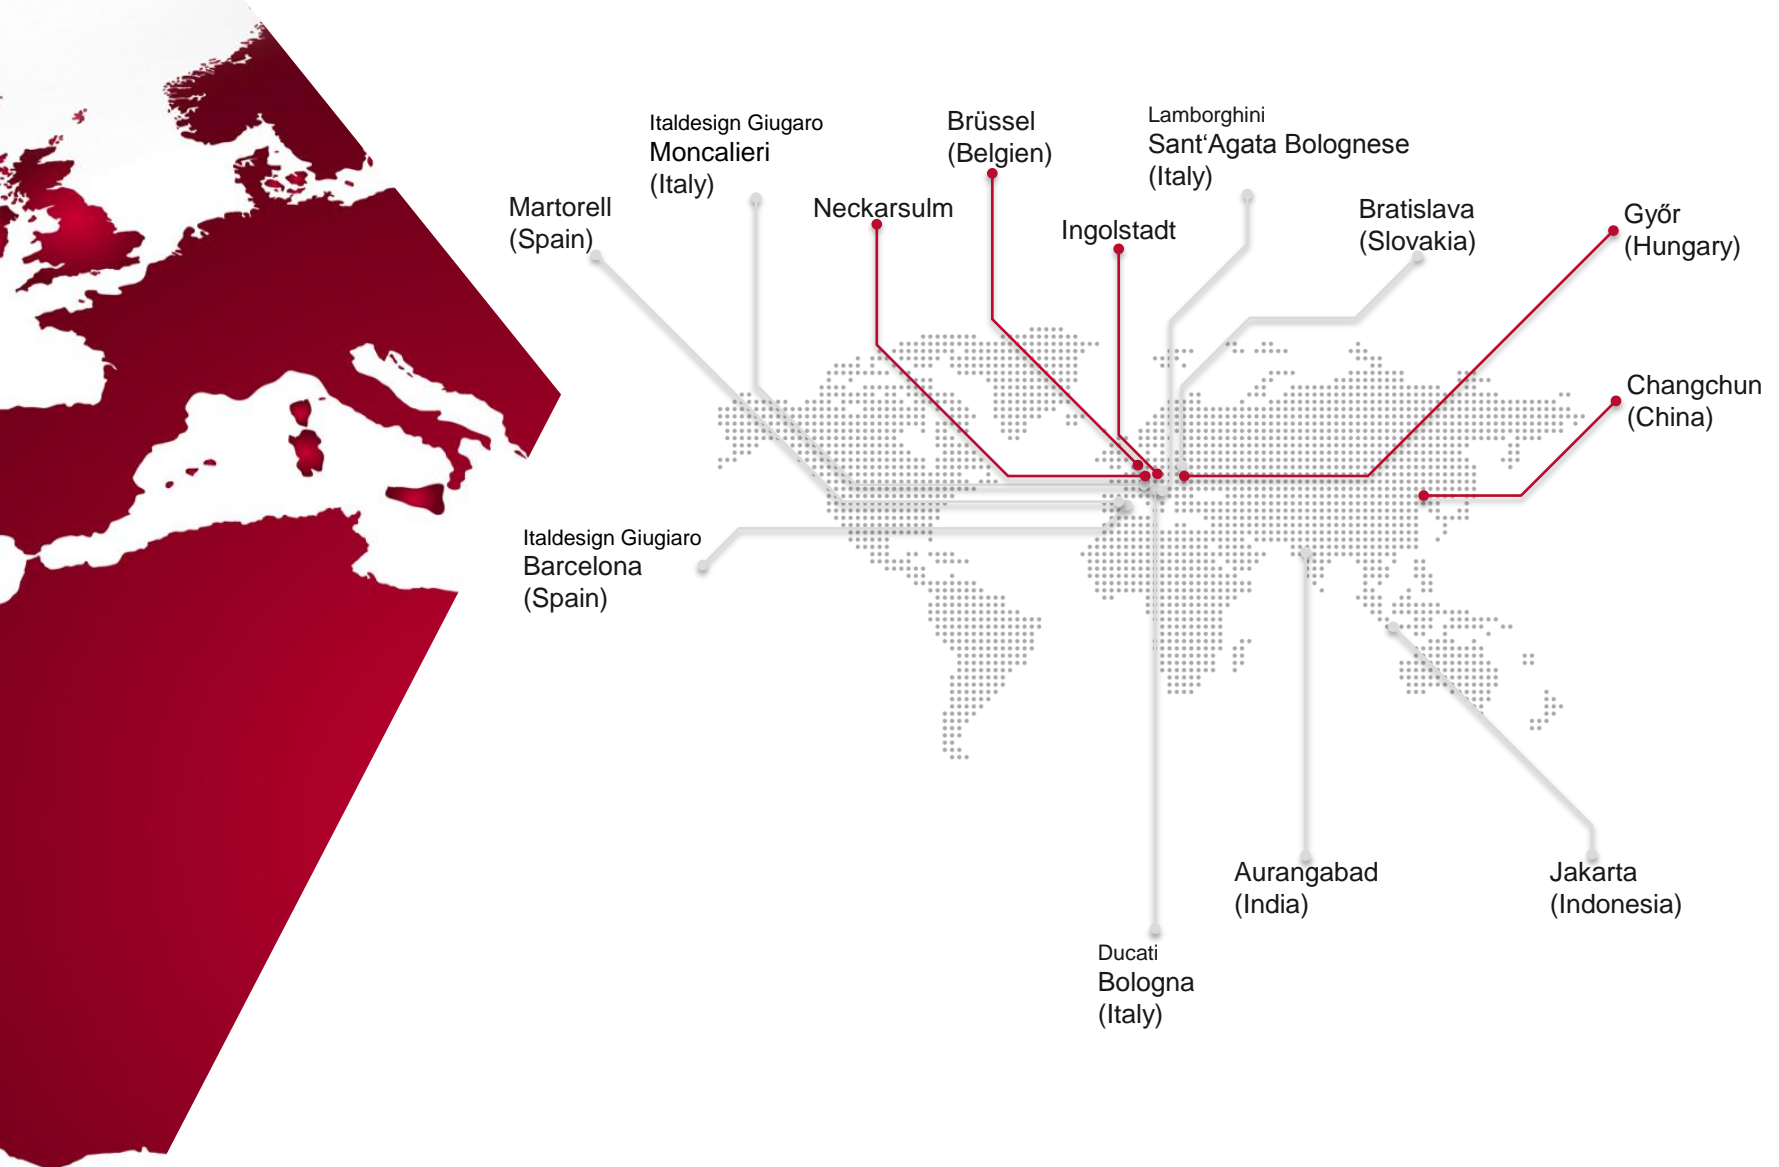 Italdesign Giugaro
Moncalieri
(Italy)
Brüssel
(Belgien)
Lamborghini
Sant‘Agata Bolognese
(Italy)
Martorell
(Spain)
Neckarsulm
Ingolstadt
Bratislava
(Slovakia)
Győr
(Hungary)
Changchun
(China)
Italdesign Giugiaro
Barcelona
(Spain)
Aurangabad
(India)
Jakarta
(Indonesia)
Ducati
Bologna
(Italy)